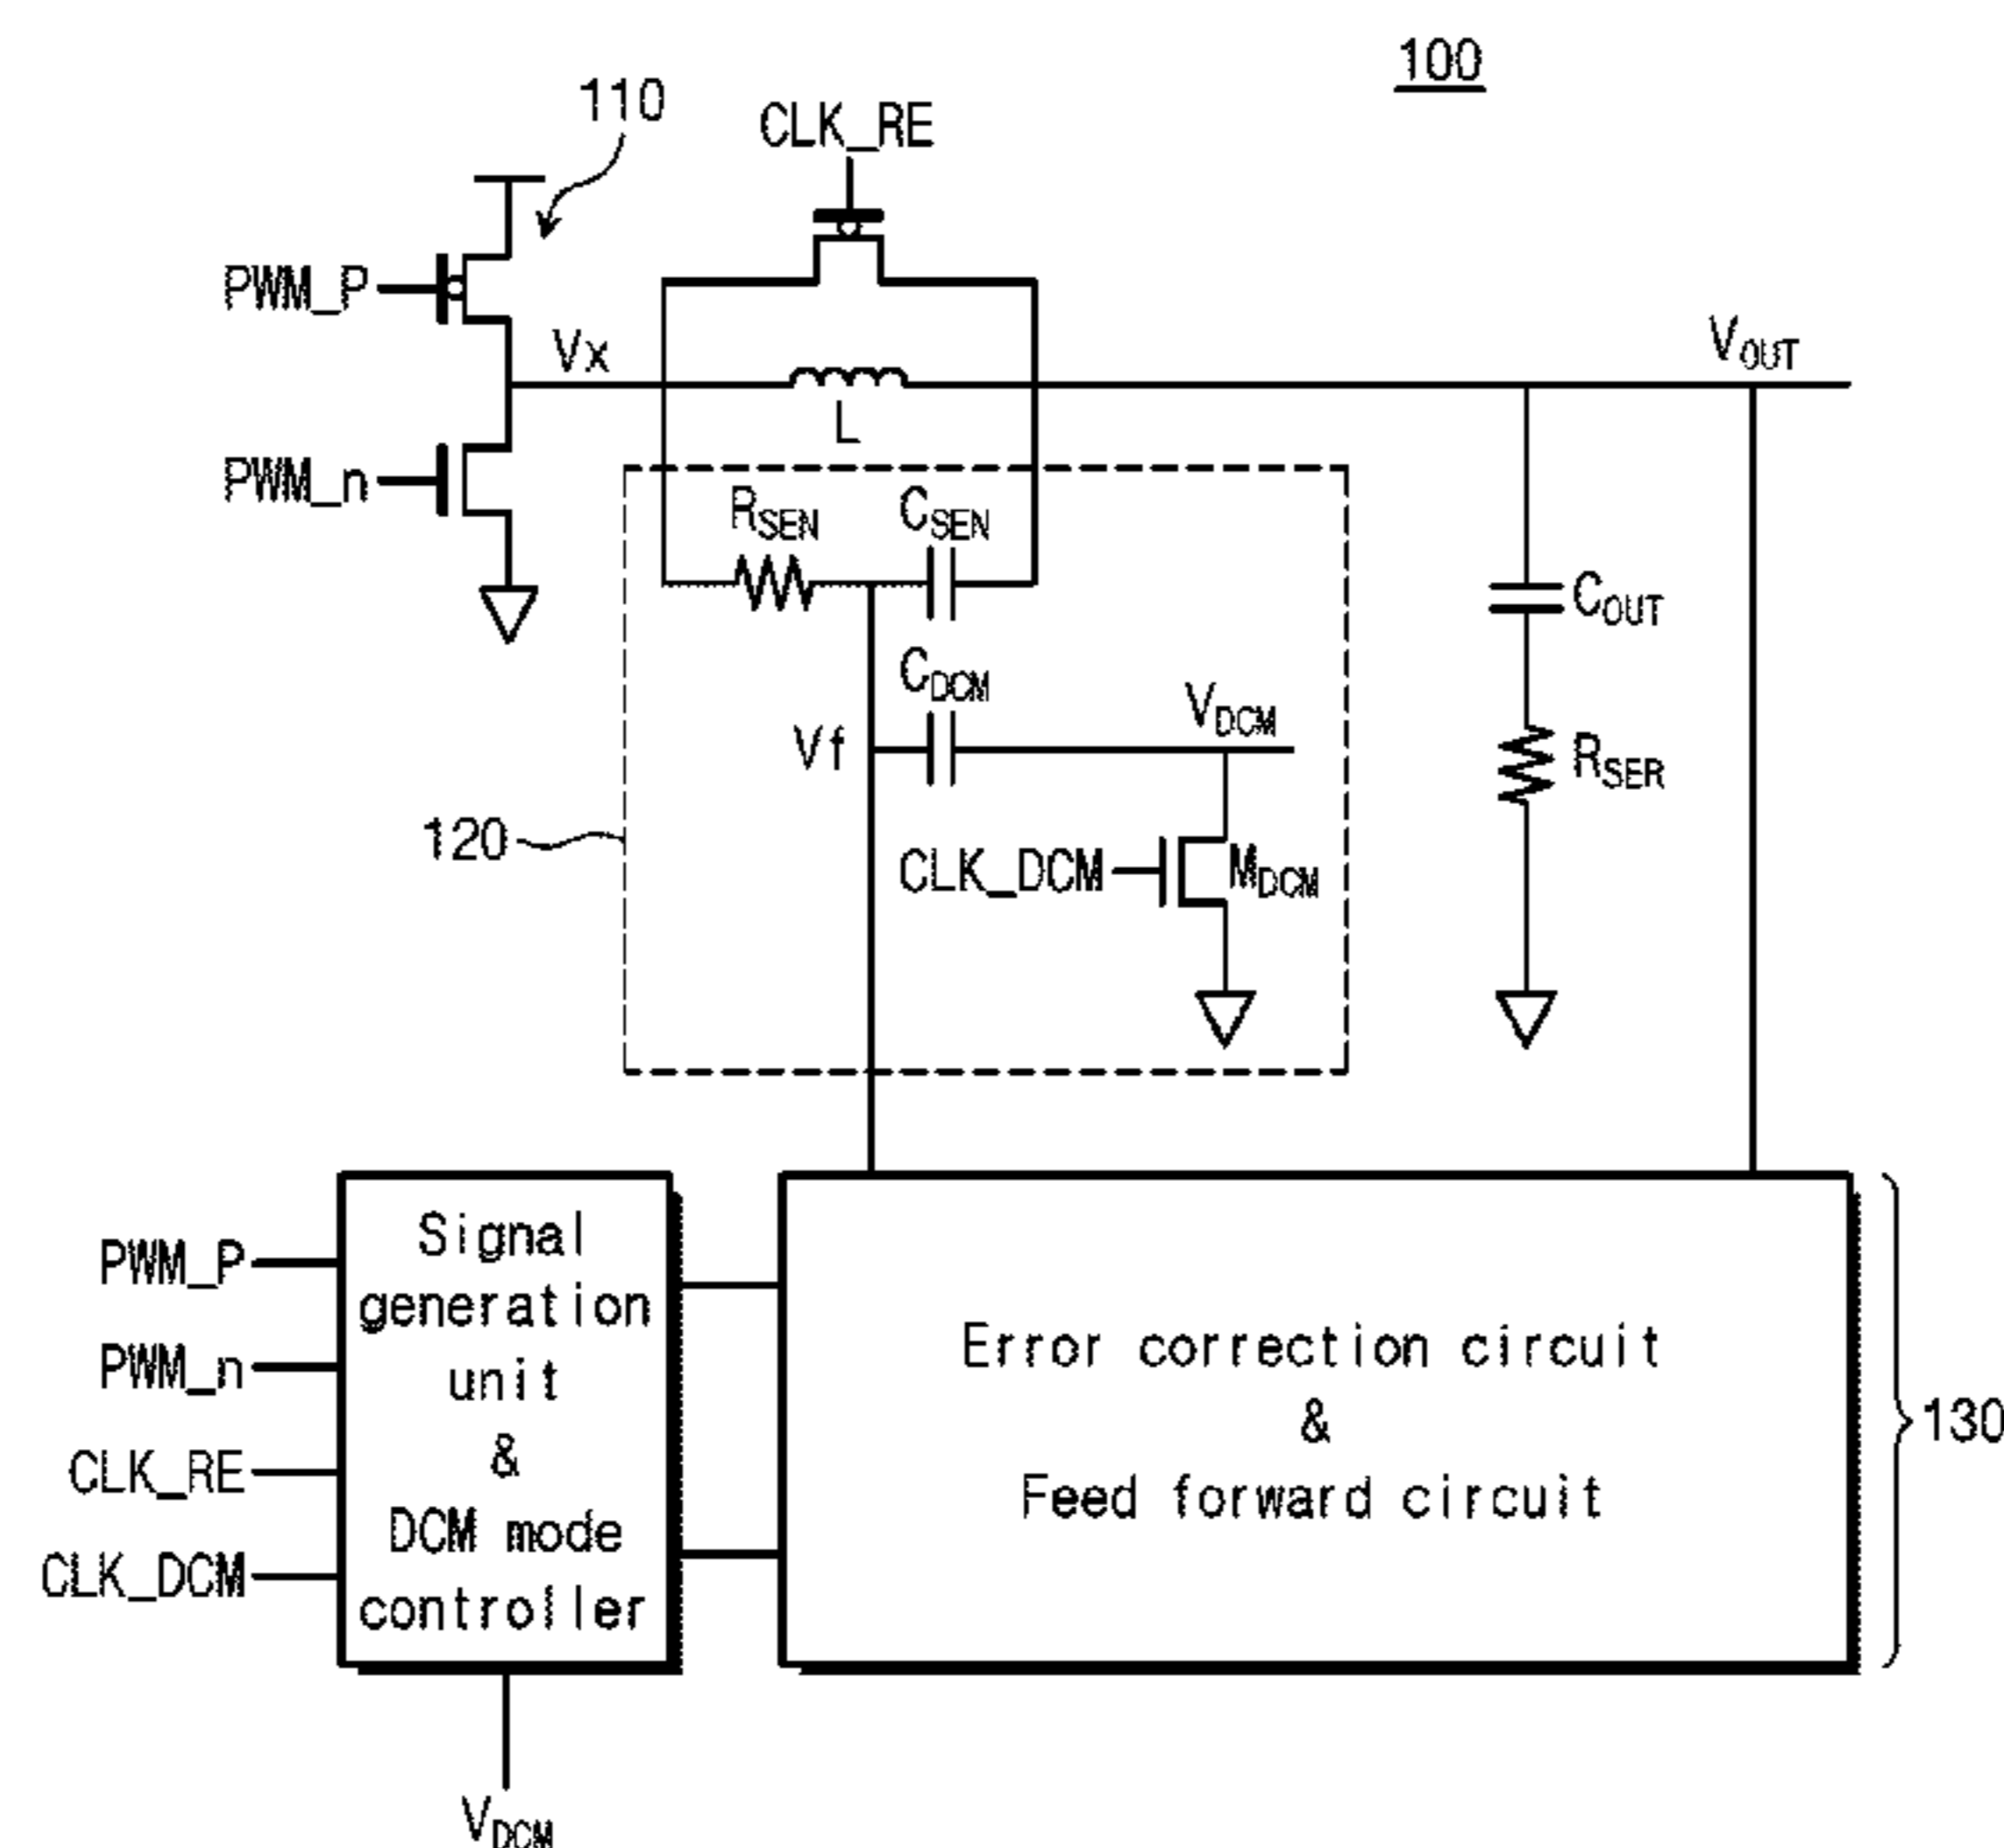 100
110
CLK_RE
PWM_P
Vx
VOUT
L
PWM_n
RSEN
CSEN
COUT
CDCM
VDCM
Vf
RSER
120
CLK_DCM
MDCM
Signal
generation
unit
&
DCM mode
controller
PWM_P
PWM_n
CLK_RE
CLK_DCM
Error correction circuit
&
Feed forward circuit
130
VDCM